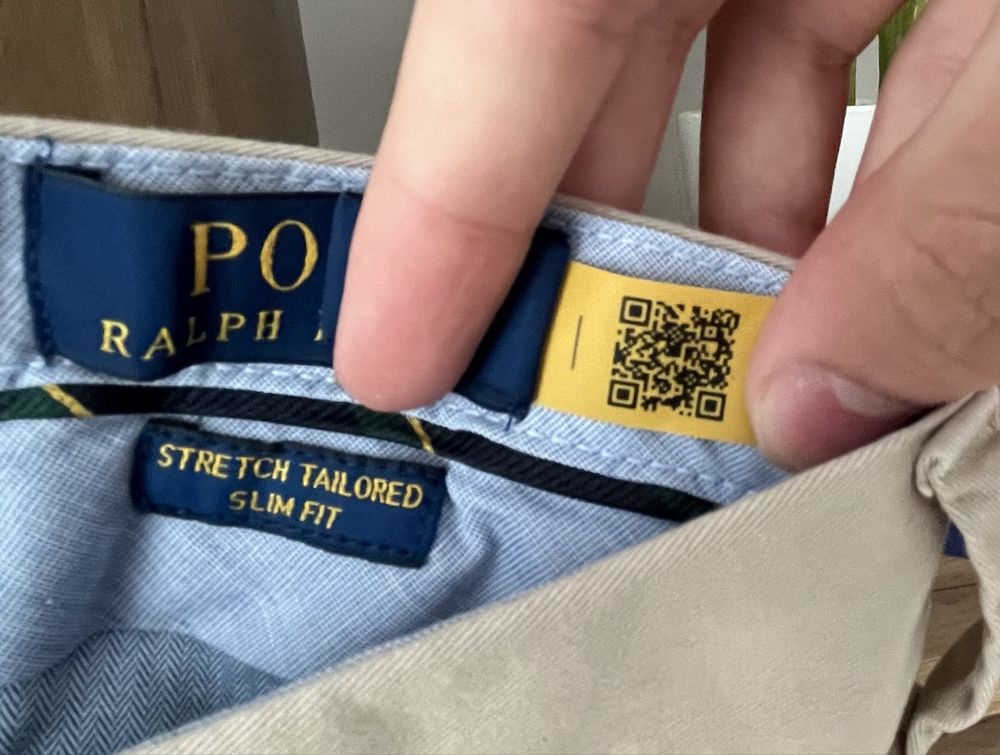 PO
RALPH
STRETCH TAILORED
SLIM FIT